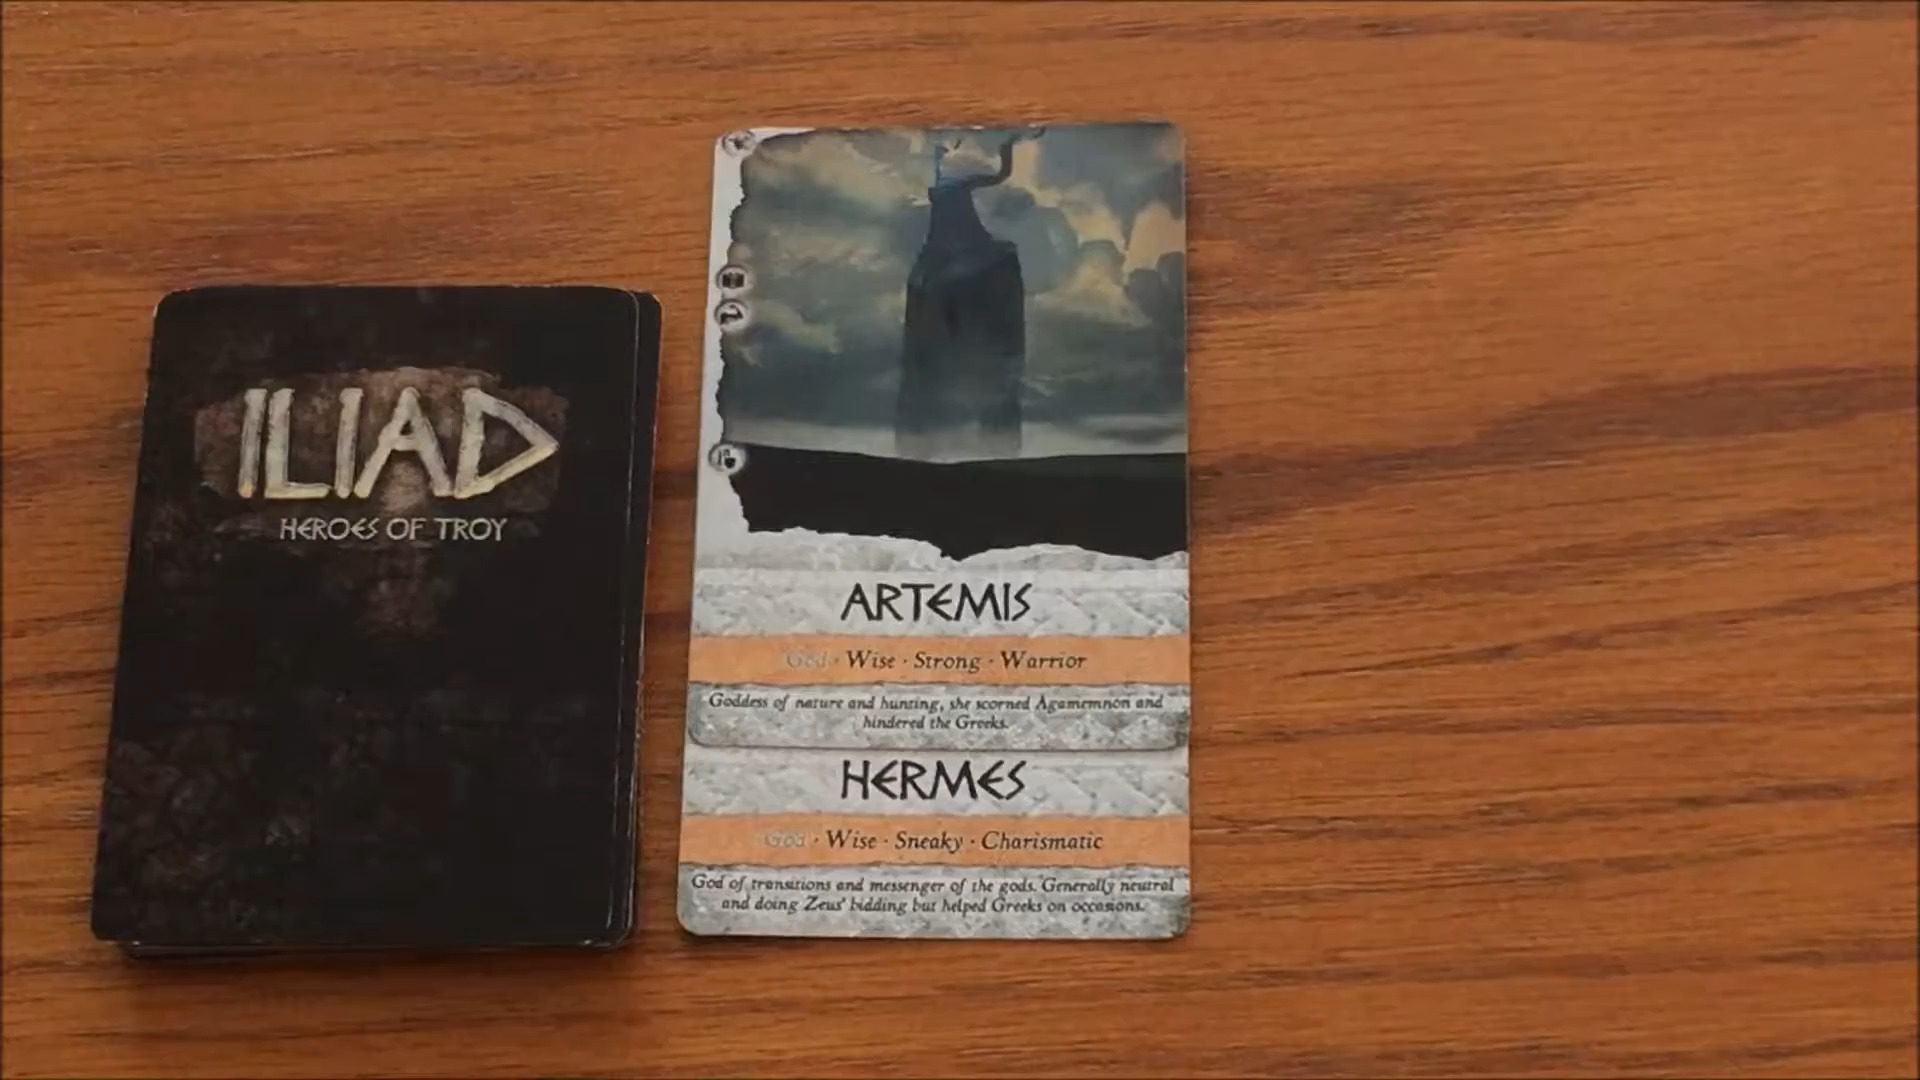 ILIAD
HEROES OF TROY
ARTEMIS
God · Wise · Strong · Warrior
Goddess of nature and hunting, she scorned Agamemnon and
hindered the Greeks.
HERMES
God · Wise · Sneaky · Charismatic
God of transitions and messenger of the gods. Generally neutral
and doing Zeus' bidding but helped Greeks on occasions.